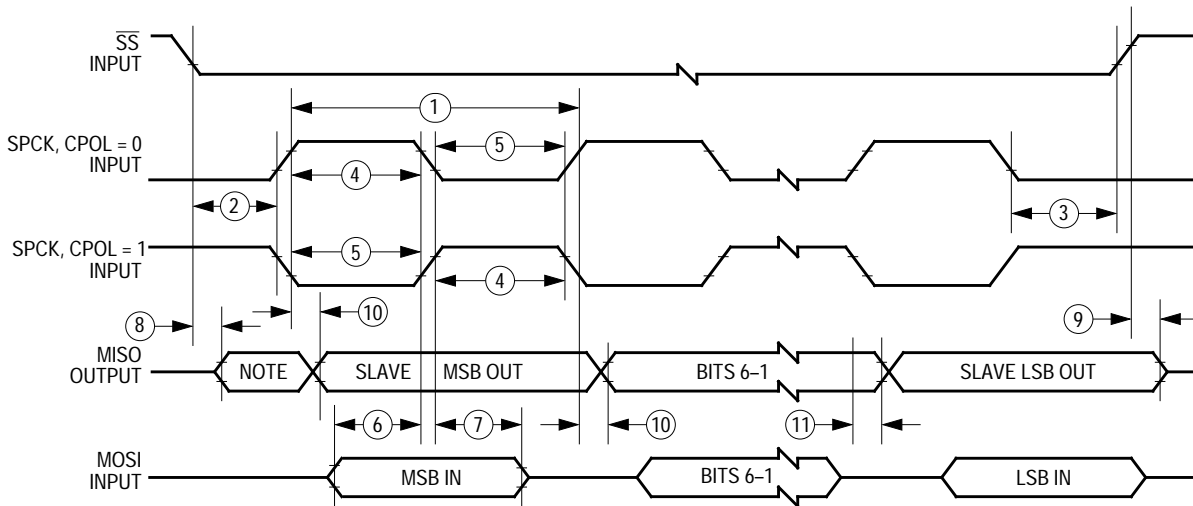 SS
INPUT
1
SPCK, CPOL = 0
INPUT
5
4
2
3
SPCK, CPOL = 1
INPUT
5
4
8
10
9
MISO
OUTPUT
NOTE
SLAVE
MSB OUT
BITS 6–1
SLAVE LSB OUT
6
7
10
11
MOSI
INPUT
MSB IN
BITS 6–1
LSB IN